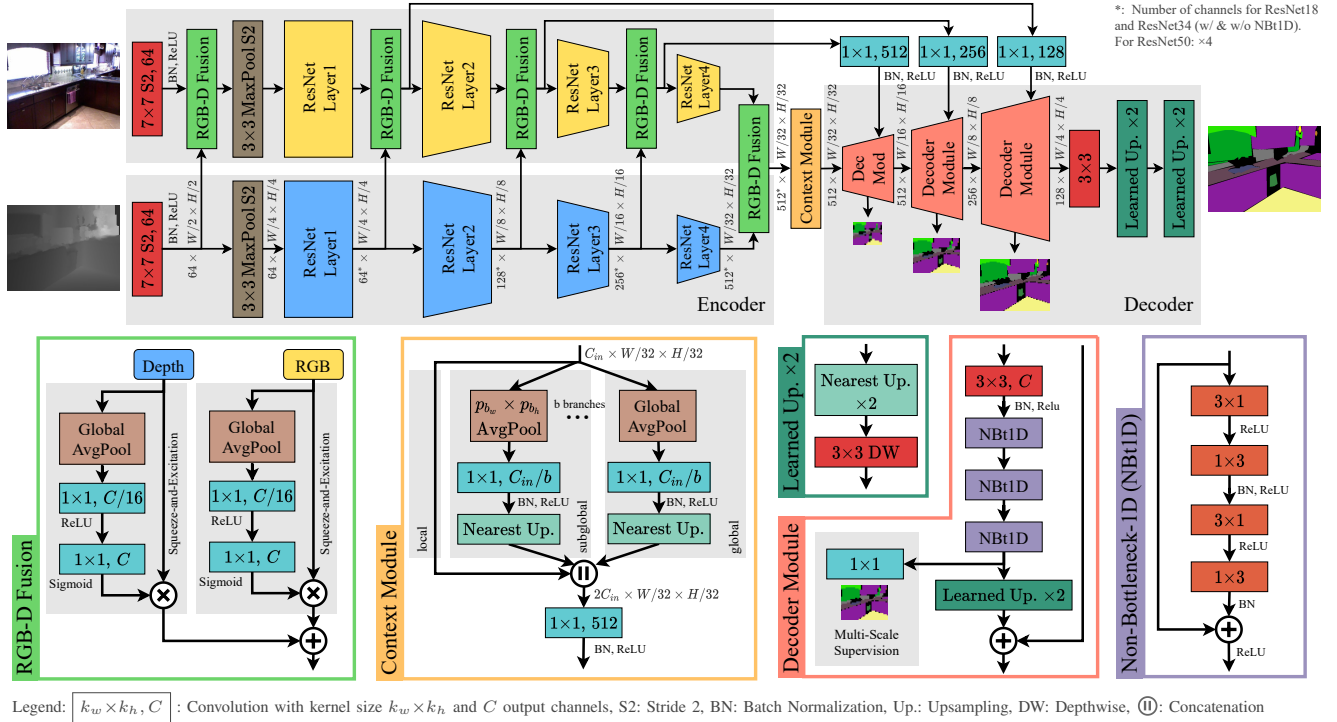 *: Number of channels for ResNet18
and ResNet34 (w/ & w/o NBt1D).
For ResNet50: ×4
7×7 S2, 64
BN, ReLU
RGB-D Fusion
3×3 MaxPool S2
ResNet
Layer1
RGB-D Fusion
ResNet
Layer2
RGB-D Fusion
ResNet
Layer3
RGB-D Fusion
ResNet
Layer4
RGB-D Fusion
7×7 S2, 64
BN, ReLU
64 × W/2 × H/2
3×3 MaxPool S2
64 × W/4 × H/4
ResNet
Layer1
64* × W/4 × H/4
ResNet
Layer2
128* × W/8 × H/8
ResNet
Layer3
256* × W/16 × H/16
ResNet
Layer4
512* × W/32 × H/32
Encoder
512* × W/32 × H/32
Context Module
512 × W/32 × H/32
1×1, 512
1×1, 256
1×1, 128
BN, ReLU
BN, ReLU
BN, ReLU
Dec
Mod
512 × W/16 × H/16
Decoder
Module
256 × W/8 × H/8
Decoder
Module
128 × W/4 × H/4
3×3
Learned Up. ×2
Learned Up. ×2
Decoder
RGB-D Fusion
Depth
RGB
Global
AvgPool
1×1, C/16
ReLU
1×1, C
Sigmoid
Squeeze-and-Excitation
Global
AvgPool
1×1, C/16
ReLU
1×1, C
Sigmoid
Squeeze-and-Excitation
Context Module
C_in × W/32 × H/32
p_bw × p_bh
AvgPool
b branches
Global
AvgPool
1×1, C_in/b
1×1, C_in/b
BN, ReLU
BN, ReLU
Nearest Up.
Nearest Up.
local
subglobal
global
2C_in × W/32 × H/32
1×1, 512
BN, ReLU
Learned Up. ×2
Nearest Up.
×2
3×3 DW
Decoder Module
3×3, C
BN, Relu
NBt1D
NBt1D
NBt1D
1×1
Multi-Scale
Supervision
Learned Up. ×2
Non-Bottleneck-1D (NBt1D)
3×1
ReLU
1×3
BN, ReLU
3×1
ReLU
1×3
BN
ReLU
Legend: k_w×k_h, C : Convolution with kernel size k_w×k_h and C output channels, S2: Stride 2, BN: Batch Normalization, Up.: Upsampling, DW: Depthwise, : Concatenation